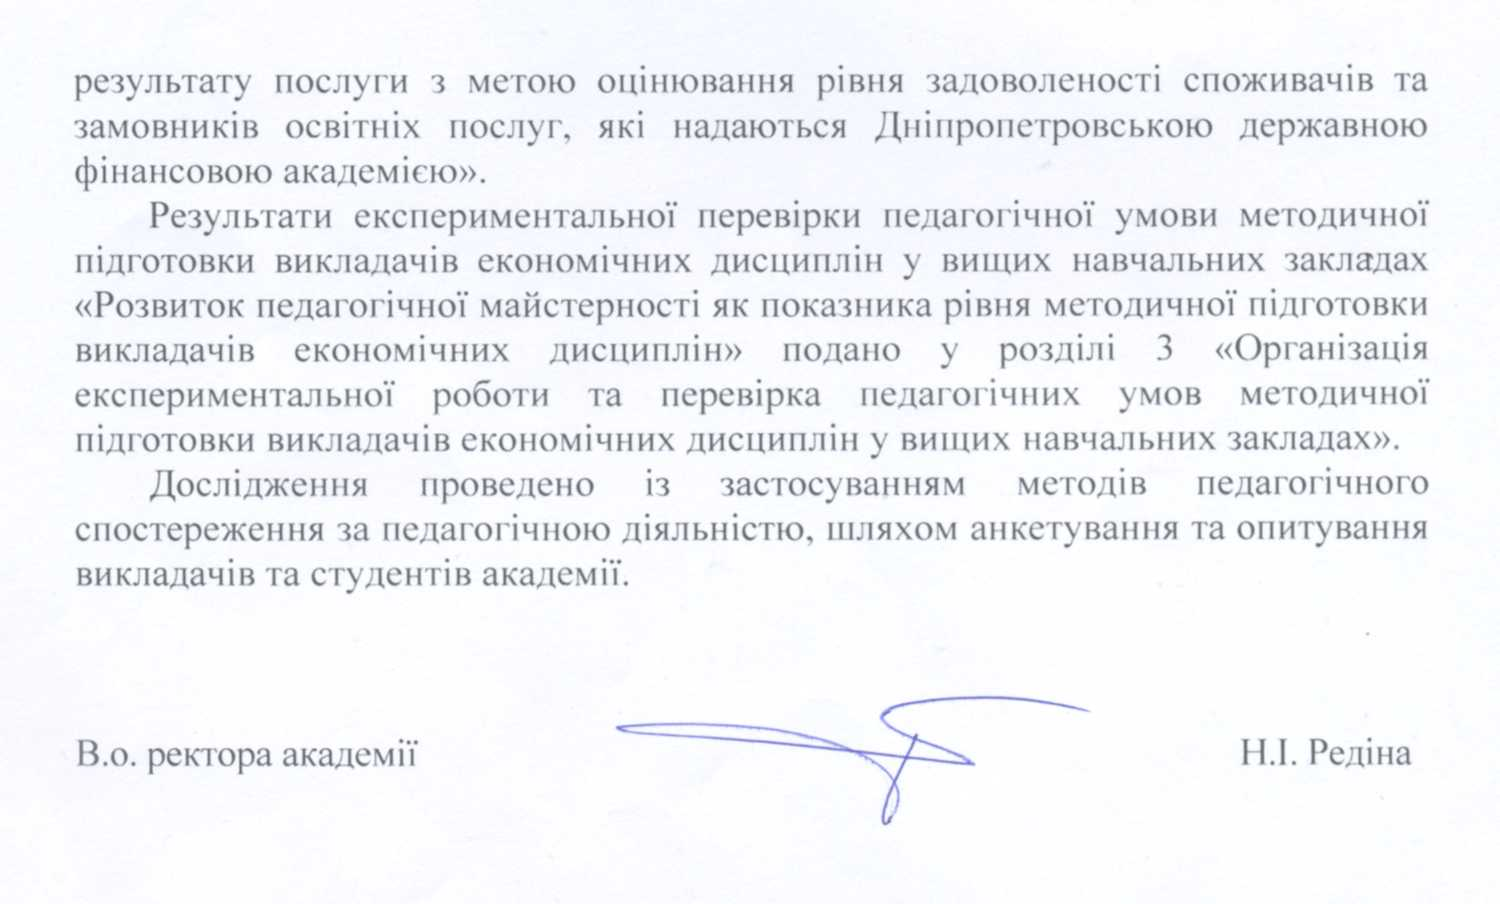 результату послуги з метою оцінювання рівня задоволеності споживачів та
замовників освітніх послуг, які надаються Дніпропетровською державною
фінансовою академією».
Результати експериментальної перевірки педагогічної умови методичної
підготовки викладачів економічних дисциплін у вищих навчальних закладах
«Розвиток педагогічної майстерності як показника рівня методичної підготовки
викладачів економічних дисциплін» подано у розділі 3 «Організація
експериментальної роботи та перевірка педагогічних умов методичної
підготовки викладачів економічних дисциплін у вищих навчальних закладах».
Дослідження проведено із застосуванням методів педагогічного
спостереження за педагогічною діяльністю, шляхом анкетування та опитування
викладачів та студентів академії.
В.о. ректора академії Н.І. Редіна